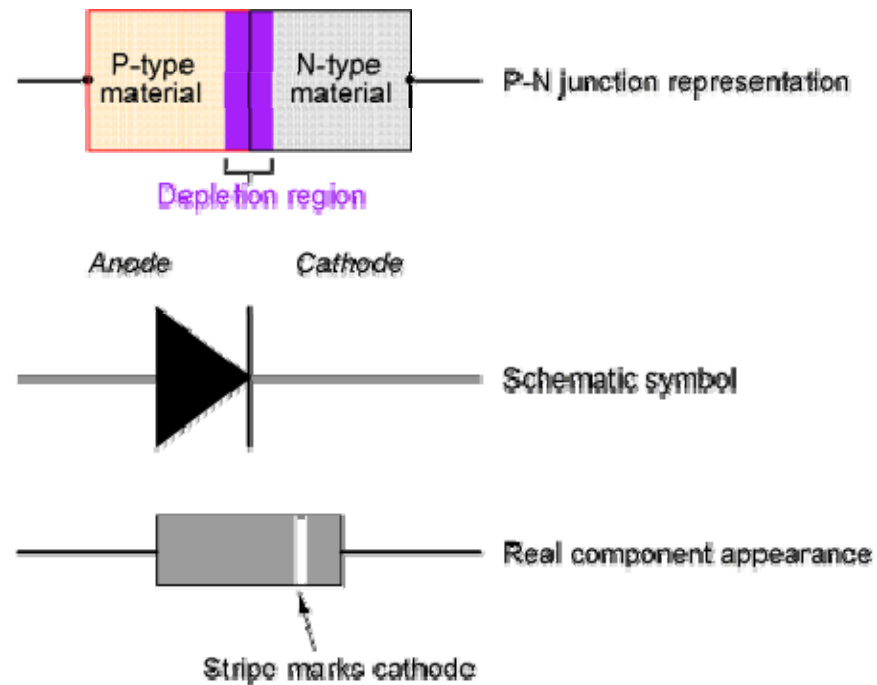 P-type
material
N-type
material
P-N junction representation
Depletion region
Anode
Cathode
Schematic symbol
Real component appearance
Stripe marks cathode